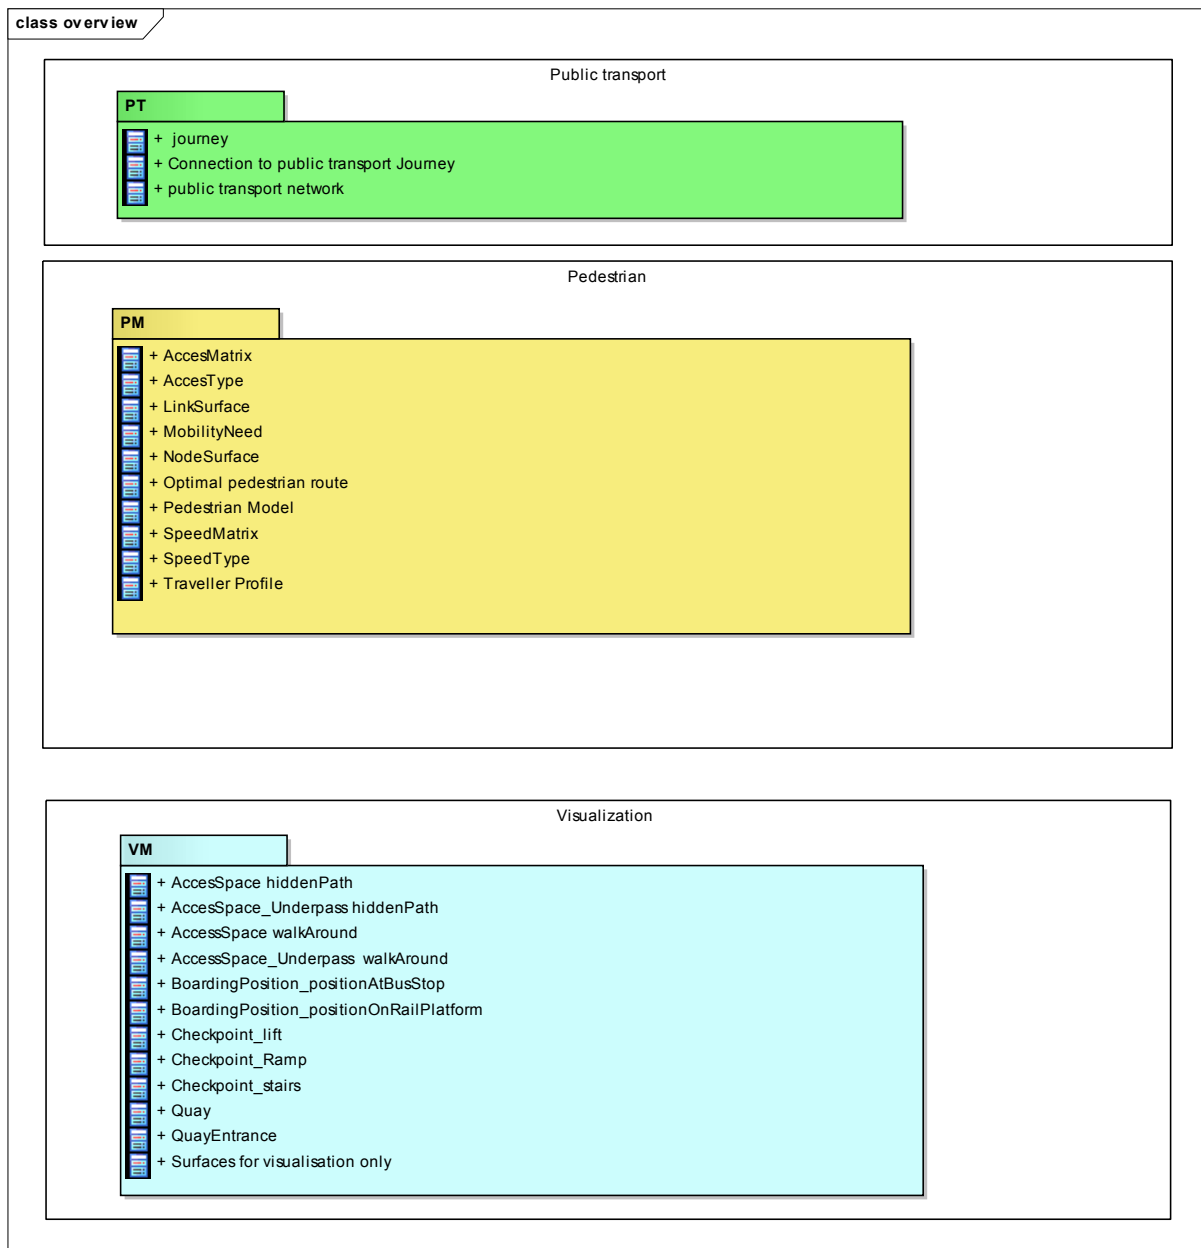 class overview
Public transport
PT
+ journey
+ Connection to public transport Journey
+ public transport network
Pedestrian
PM
+ AccesMatrix
+ AccesType
+ LinkSurface
+ MobilityNeed
+ NodeSurface
+ Optimal pedestrian route
+ Pedestrian Model
+ SpeedMatrix
+ SpeedType
+ Traveller Profile
Visualization
VM
+ AccesSpace hiddenPath
+ AccesSpace_Underpass hiddenPath
+ AccessSpace walkAround
+ AccessSpace_Underpass walkAround
+ BoardingPosition_positionAtBusStop
+ BoardingPosition_positionOnRailPlatform
+ Checkpoint_lift
+ Checkpoint_Ramp
+ Checkpoint_stairs
+ Quay
+ QuayEntrance
+ Surfaces for visualisation only